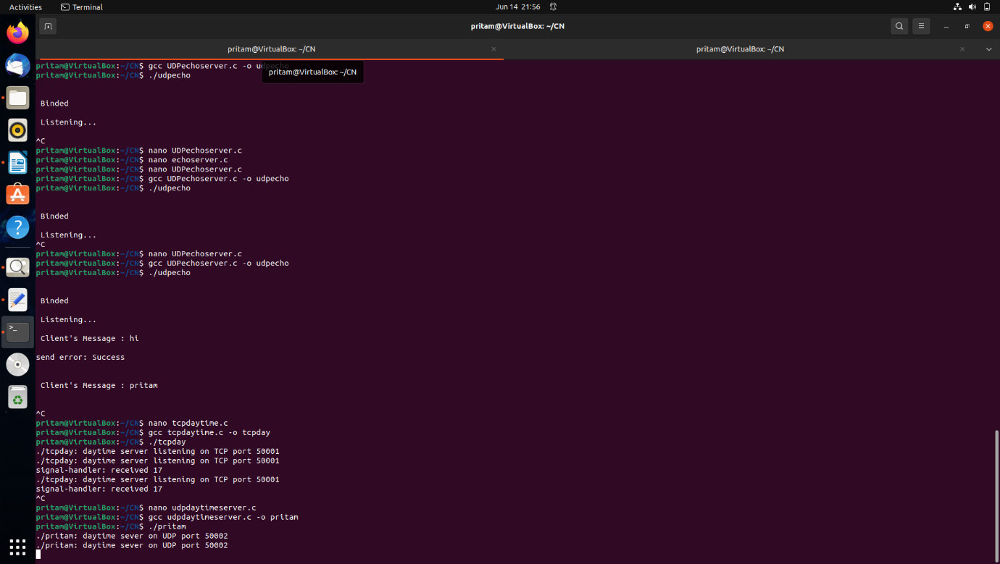 Activities
Terminal
Jun 14 21:56
pritam@VirtualBox: ~/CN
pritam@VirtualBox: ~/CN
pritam@VirtualBox: ~/CN
pritam@VirtualBox:~/CN$ gcc UDPechoserver.c -o udpecho
pritam@VirtualBox: ~/CN
pritam@VirtualBox:~/CN$ ./udpecho
Binded
Listening...
^C
pritam@VirtualBox:~/CN$ nano UDPechoserver.c
pritam@VirtualBox:~/CN$ nano echoserver.c
pritam@VirtualBox:~/CN$ nano UDPechoserver.c
pritam@VirtualBox:~/CN$ gcc UDPechoserver.c -o udpecho
pritam@VirtualBox:~/CN$ ./udpecho
Binded
Listening...
^C
pritam@VirtualBox:~/CN$ nano UDPechoserver.c
pritam@VirtualBox:~/CN$ gcc UDPechoserver.c -o udpecho
pritam@VirtualBox:~/CN$ ./udpecho
Binded
Listening...
Client's Message : hi
send error: Success
Client's Message : pritam
^C
pritam@VirtualBox:~/CN$ nano tcpdaytime.c
pritam@VirtualBox:~/CN$ gcc tcpdaytime.c -o tcpday
pritam@VirtualBox:~/CN$ ./tcpday
./tcpday: daytime server listening on TCP port 50001
./tcpday: daytime server listening on TCP port 50001
signal-handler: received 17
./tcpday: daytime server listening on TCP port 50001
signal-handler: received 17
^C
pritam@VirtualBox:~/CN$ nano udpdaytimeserver.c
pritam@VirtualBox:~/CN$ gcc udpdaytimeserver.c -o pritam
pritam@VirtualBox:~/CN$ ./pritam
./pritam: daytime sever on UDP port 50002
./pritam: daytime sever on UDP port 50002